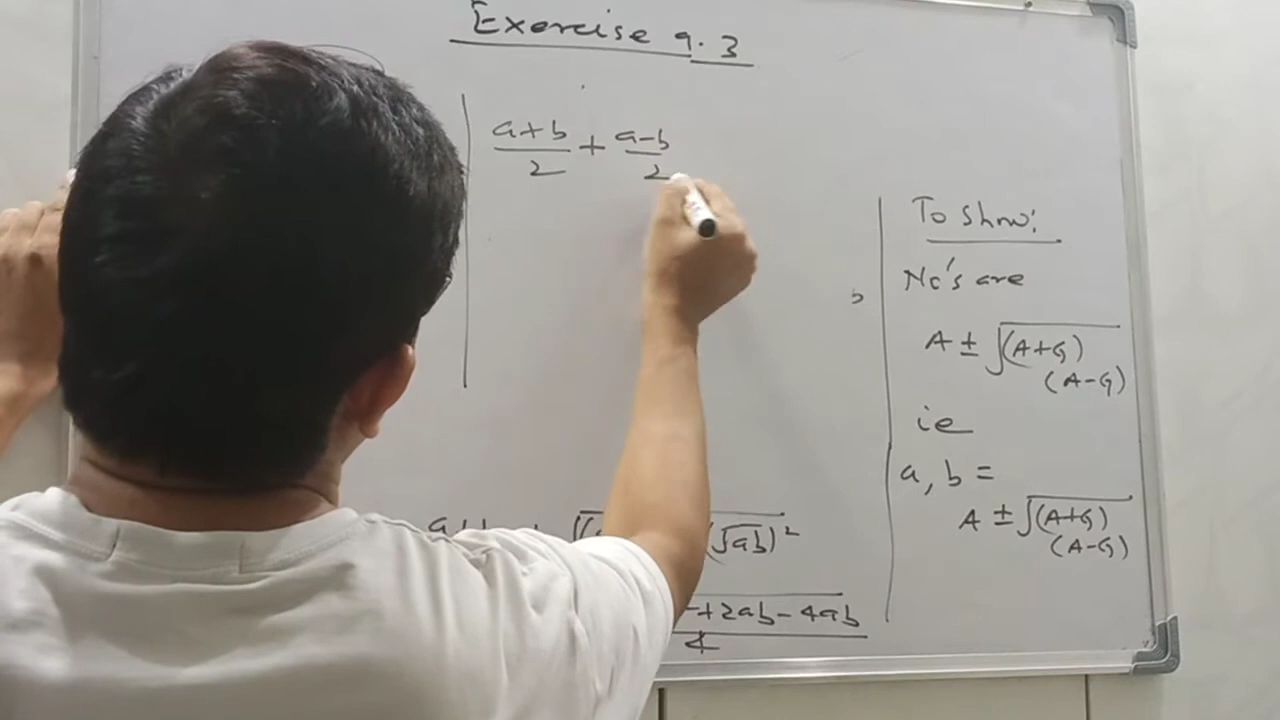 Exercise 9.3
a+b/2 + a-b/2
(√ab)²
+2ab-4ab
4
To Show:
No's are
A ± √(A+G)
(A-G)
ie
a, b =
A ± √(A+G)
(A-G)